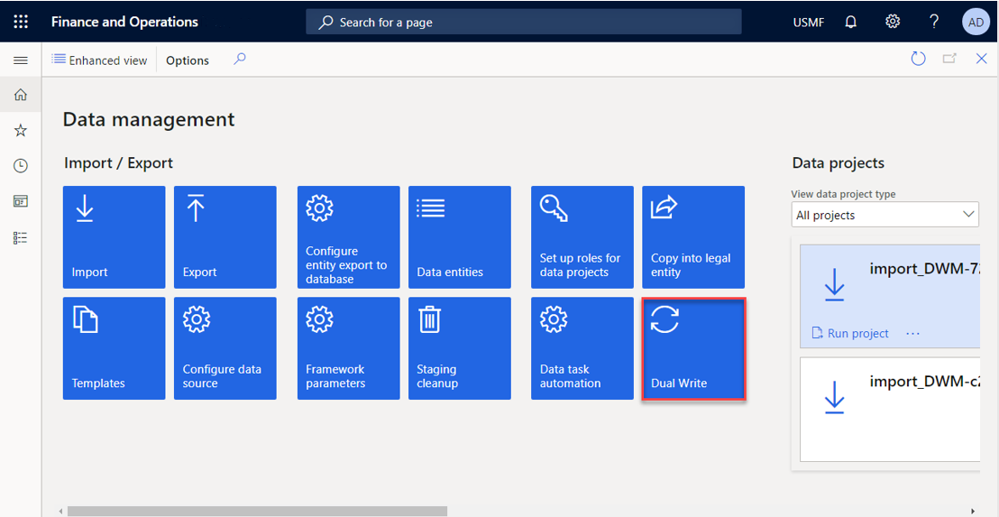 Finance and Operations
Search for a page
USMF
AD
Enhanced view
Options
Data management
Import / Export
Import
Export
Configure
entity export to
database
Data entities
Set up roles for
data projects
Copy into legal
entity
Templates
Configure data
source
Framework
parameters
Staging
cleanup
Data task
automation
Dual Write
Data projects
View data project type
All projects
import_DWM-72
Run project
...
import_DWM-c2